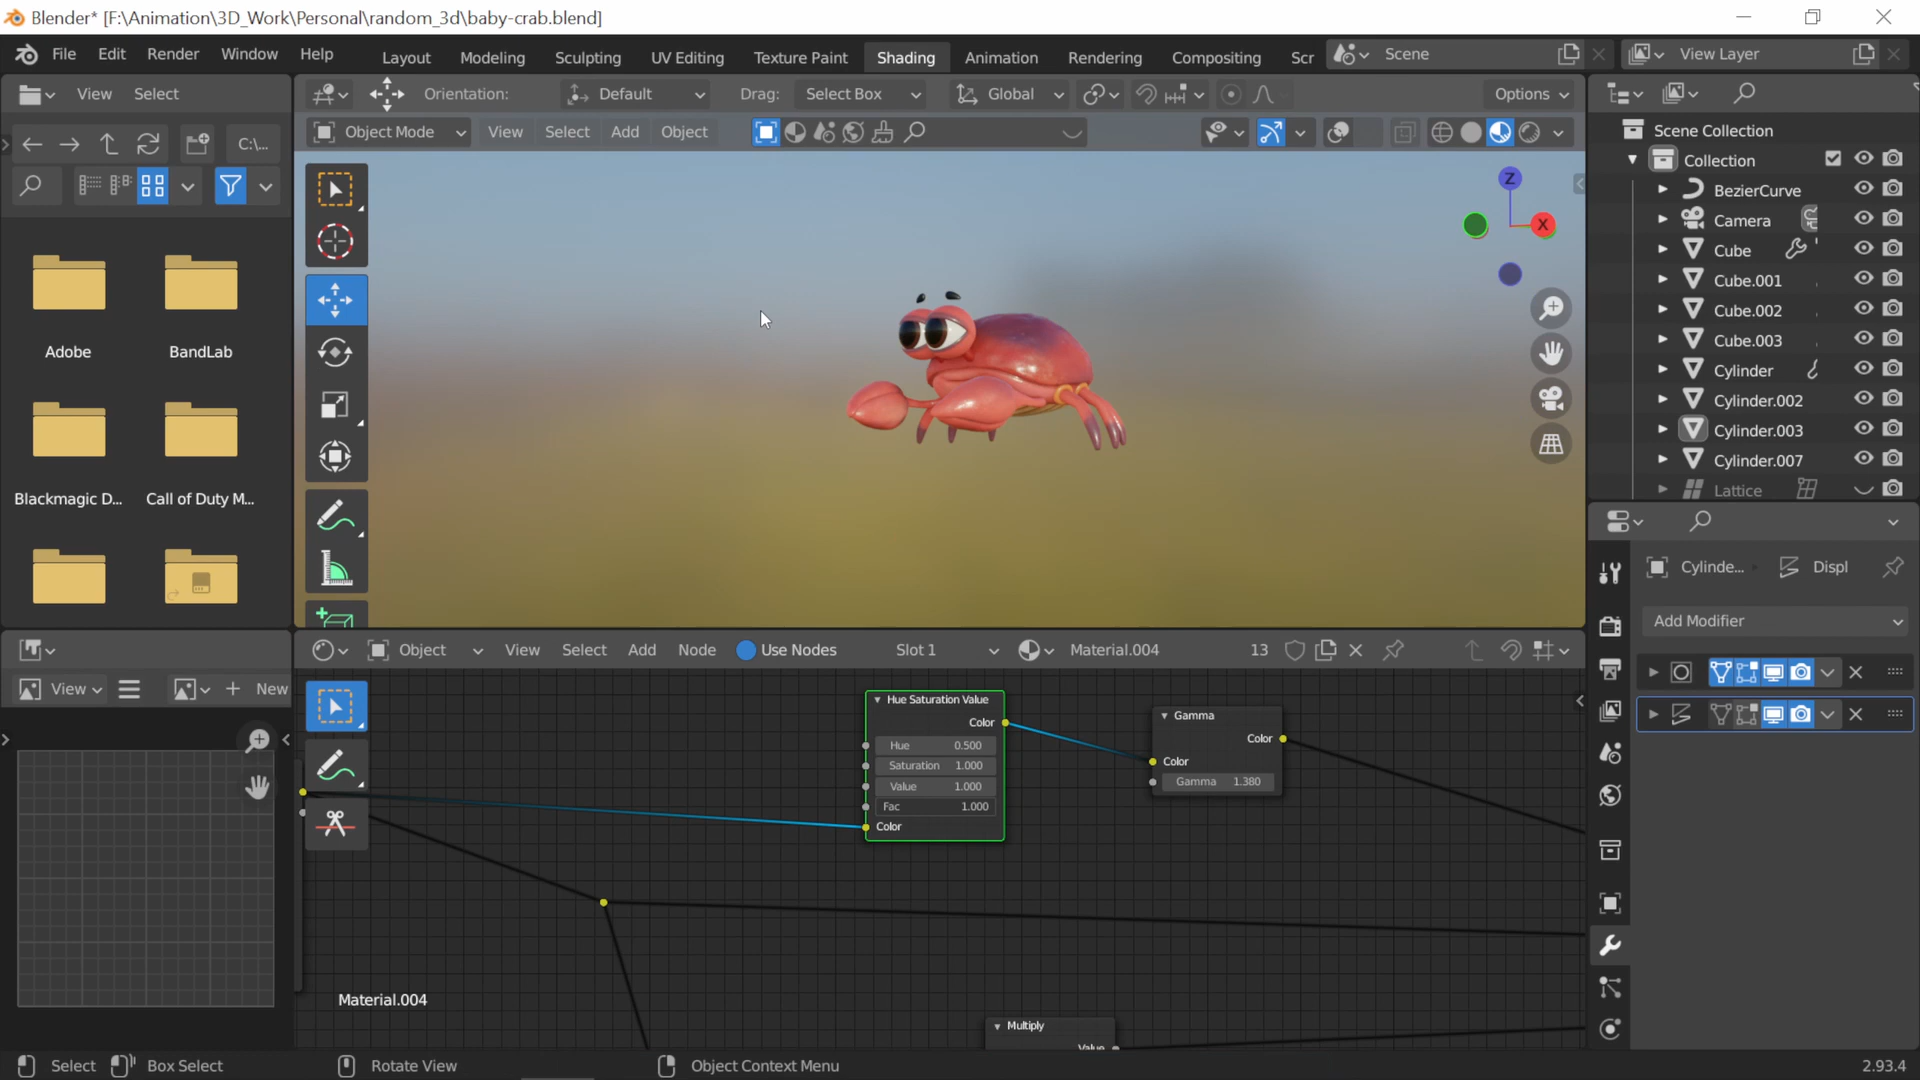 Blender* [F:\Animation\3D_Work\Personal\random_3d\baby-crab.blend]
File Edit Render Window Help
Layout Modeling Sculpting UV Editing Texture Paint Shading Animation Rendering Compositing Scr
Scene
View Layer
View Select
Orientation: Default Drag: Select Box Global Options
Object Mode View Select Add Object
C:\...
Z
X
Adobe BandLab
Blackmagic D... Call of Duty M...
Scene Collection
Collection
BezierCurve
Camera
Cube
Cube.001
Cube.002
Cube.003
Cylinder
Cylinder.002
Cylinder.003
Cylinder.007
Lattice
Cylinde... Displ
Add Modifier
View New
Object View Select Add Node Use Nodes Slot 1 Material.004 13
Hue Saturation Value
Color
Hue 0.500
Saturation 1.000
Value 1.000
Fac 1.000
Color
Gamma
Color
Color
Gamma 1.380
Material.004
Multiply
Value
Select Box Select Rotate View Object Context Menu 2.93.4